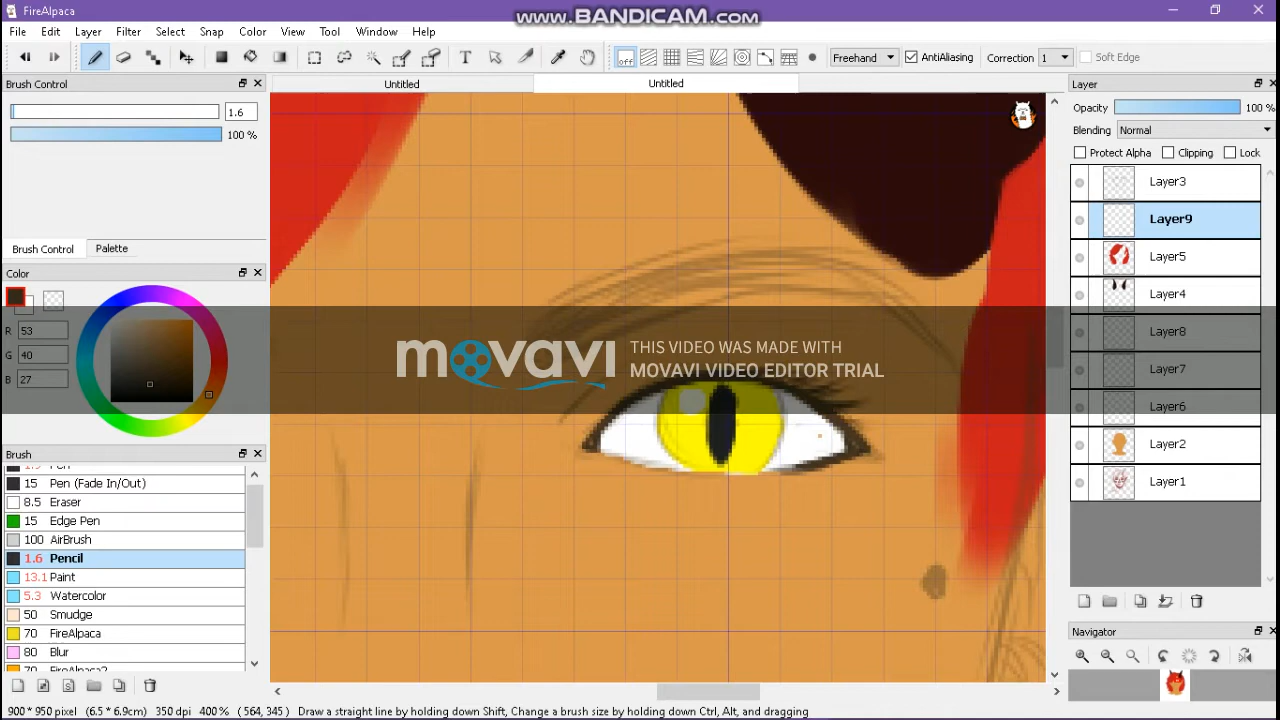 FireAlpaca
www.BANDICAM.com
File Edit Layer Filter Select Snap Color View Tool Window Help
T off Freehand AntiAliasing Correction 1 Soft Edge
Brush Control
Untitled
Untitled
Layer
1.6
100 %
Opacity 100 %
Blending Normal
Protect Alpha Clipping Lock
Layer3
Layer9
Layer5
Layer4
Layer8
Layer7
Layer6
Layer2
Layer1
Brush Control Palette
Color
R 53
G 40
B 27
movavi
THIS VIDEO WAS MADE WITH
MOVAVI VIDEO EDITOR TRIAL
Brush
15 Pen (Fade In/Out)
8.5 Eraser
15 Edge Pen
100 AirBrush
1.6 Pencil
13.1 Paint
5.3 Watercolor
50 Smudge
70 FireAlpaca
80 Blur
70 FireAlpaca2
Navigator
900 * 950 pixel (6.5 * 6.9cm) 350 dpi 400 % ( 564, 345 ) Draw a straight line by holding down Shift, Change a brush size by holding down Ctrl, Alt, and dragging